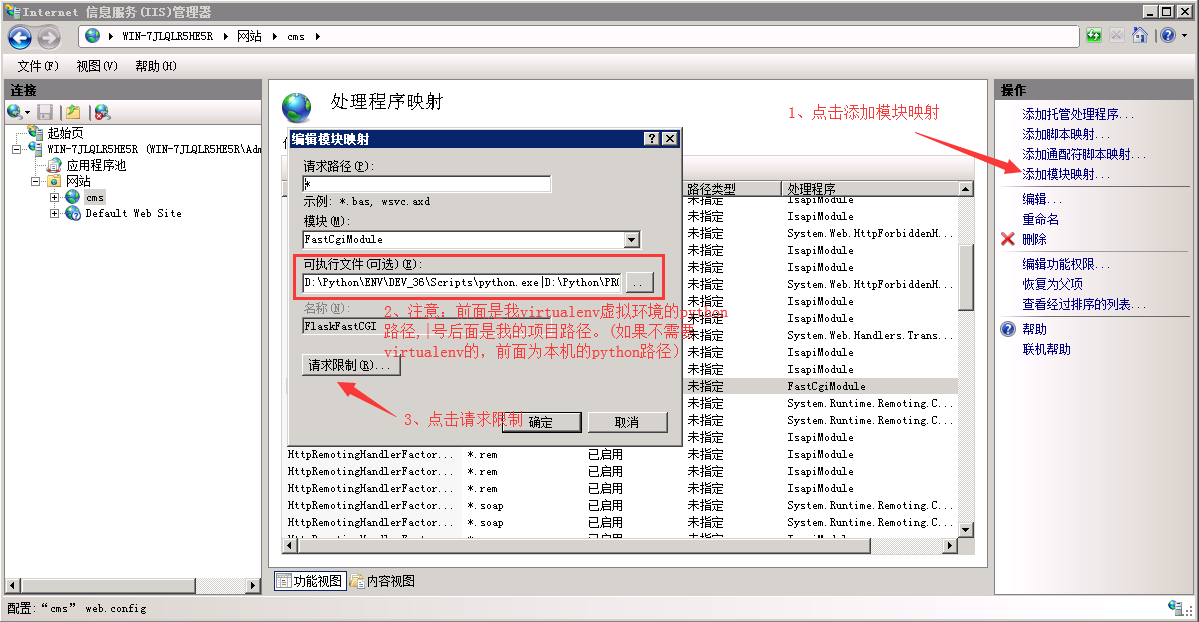 Internet 信息服务(IIS)管理器
WIN-7JLQLR5HE5R
网站
cms
文件(F)
视图(V)
帮助(H)
连接
起始页
WIN-7JLQLR5HE5R (WIN-7JLQLR5HE5R\Adm
应用程序池
网站
cms
Default Web Site
处理程序映射
编辑模块映射
请求路径(P):
*
示例: *.bas, wsvc.axd
模块(M):
FastCgiModule
可执行文件(可选)(E):
D:\Python\ENV\DEV_36\Scripts\python.exe|D:\Python\PRO
名称(N):
FlaskFastCGI
请求限制(R)...
确定
取消
1、点击添加模块映射
2、注意：前面是我virtualenv虚拟环境的python
路径,|号后面是我的项目路径。(如果不需要
virtualenv的，前面为本机的python路径)
3、点击请求限制
路径类型 处理程序
未指定 IsapiModule
未指定 IsapiModule
未指定 System.Web.HttpForbiddenH...
未指定 IsapiModule
未指定 IsapiModule
未指定 System.Web.HttpForbiddenH...
未指定 IsapiModule
未指定 IsapiModule
未指定 System.Web.Handlers.Trans...
未指定 IsapiModule
未指定 IsapiModule
未指定 FastCgiModule
未指定 System.Runtime.Remoting.C...
未指定 System.Runtime.Remoting.C...
未指定 IsapiModule
HttpRemotingHandlerFactor... *.rem 已启用 未指定 IsapiModule
HttpRemotingHandlerFactor... *.rem 已启用 未指定 IsapiModule
HttpRemotingHandlerFactor... *.rem 已启用 未指定 IsapiModule
HttpRemotingHandlerFactor... *.soap 已启用 未指定 System.Runtime.Remoting.C...
HttpRemotingHandlerFactor... *.soap 已启用 未指定 System.Runtime.Remoting.C...
功能视图
内容视图
操作
添加托管处理程序...
添加脚本映射...
添加通配符脚本映射...
添加模块映射...
编辑...
重命名
删除
编辑功能权限...
恢复为父项
查看经过排序的列表...
帮助
联机帮助
配置:“cms” web.config